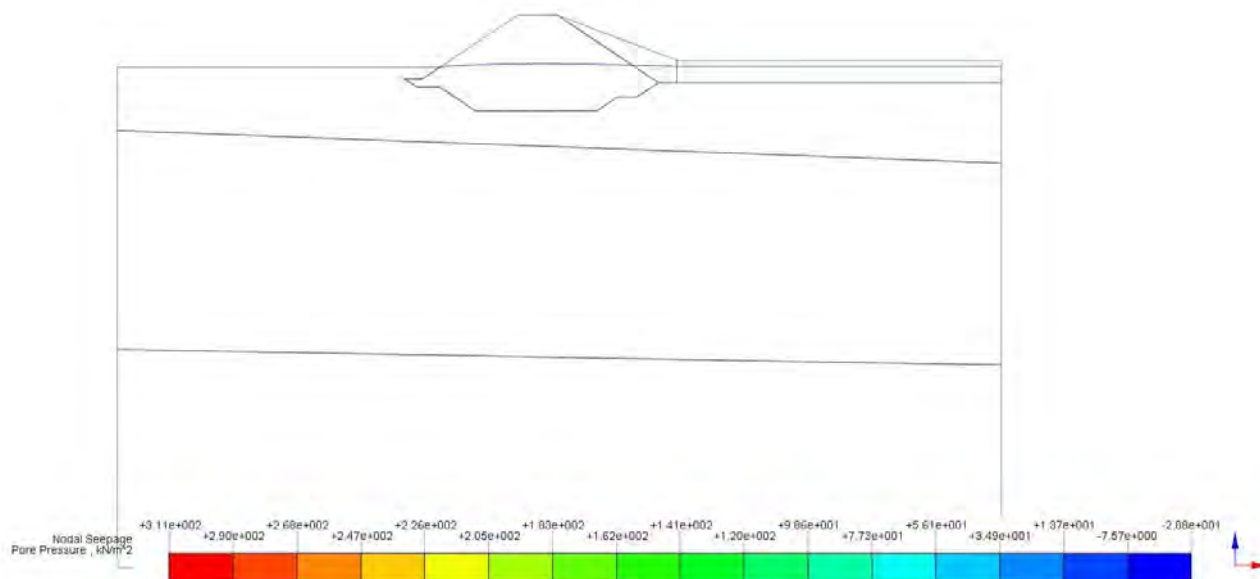 +3.11e+002 +2.68e+002 +2.26e+002 +1.83e+002 +1.41e+002 +9.86e+001 +5.61e+001 +1.37e+001 -2.88e+001
Nodal Seepage +2.90e+002 +2.47e+002 +2.05e+002 +1.62e+002 +1.20e+002 +7.73e+001 +3.49e+001 -7.57e+000
Pore Pressure , kN/m^2